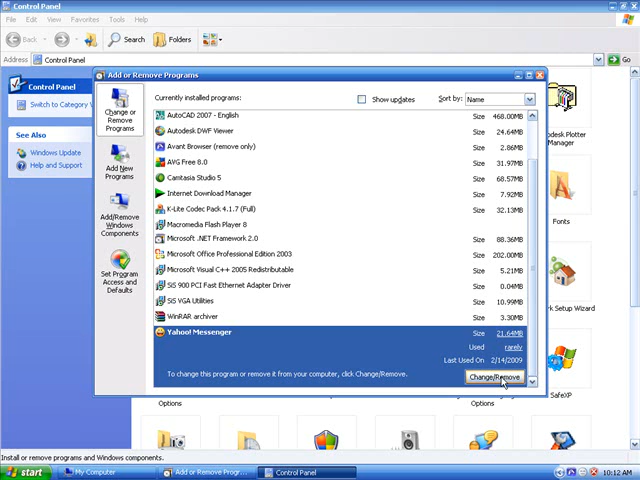 Control Panel
File Edit View Favorites Tools Help
Back Search Folders
Address Control Panel Go
Control Panel
Switch to Category V
See Also
Windows Update
Help and Support
Add or Remove Programs
Change or
Remove
Programs
Add New
Programs
Add/Remove
Windows
Components
Set Program
Access and
Defaults
Currently installed programs: Show updates Sort by: Name
AutoCAD 2007 - English Size 468.00MB
Autodesk DWF Viewer Size 24.64MB
Avant Browser (remove only) Size 2.86MB
AVG Free 8.0 Size 31.97MB
Camtasia Studio 5 Size 68.57MB
Internet Download Manager Size 7.92MB
K-Lite Codec Pack 4.1.7 (Full) Size 32.13MB
Macromedia Flash Player 8
Microsoft .NET Framework 2.0 Size 88.36MB
Microsoft Office Professional Edition 2003 Size 202.00MB
Microsoft Visual C++ 2005 Redistributable Size 5.21MB
SiS 900 PCI Fast Ethernet Adapter Driver Size 0.04MB
SiS VGA Utilities Size 10.99MB
WinRAR archiver Size 3.30MB
Yahoo! Messenger Size 21.64MB
Used rarely
Last Used On 2/14/2009
To change this program or remove it from your computer, click Change/Remove.
Change/Remove
Autodesk Plotter
Manager
Fonts
rk Setup Wizard
SafeXP
Options Options
Install or remove programs and Windows components.
start My Computer Add or Remove Progr... Control Panel 10:12 AM